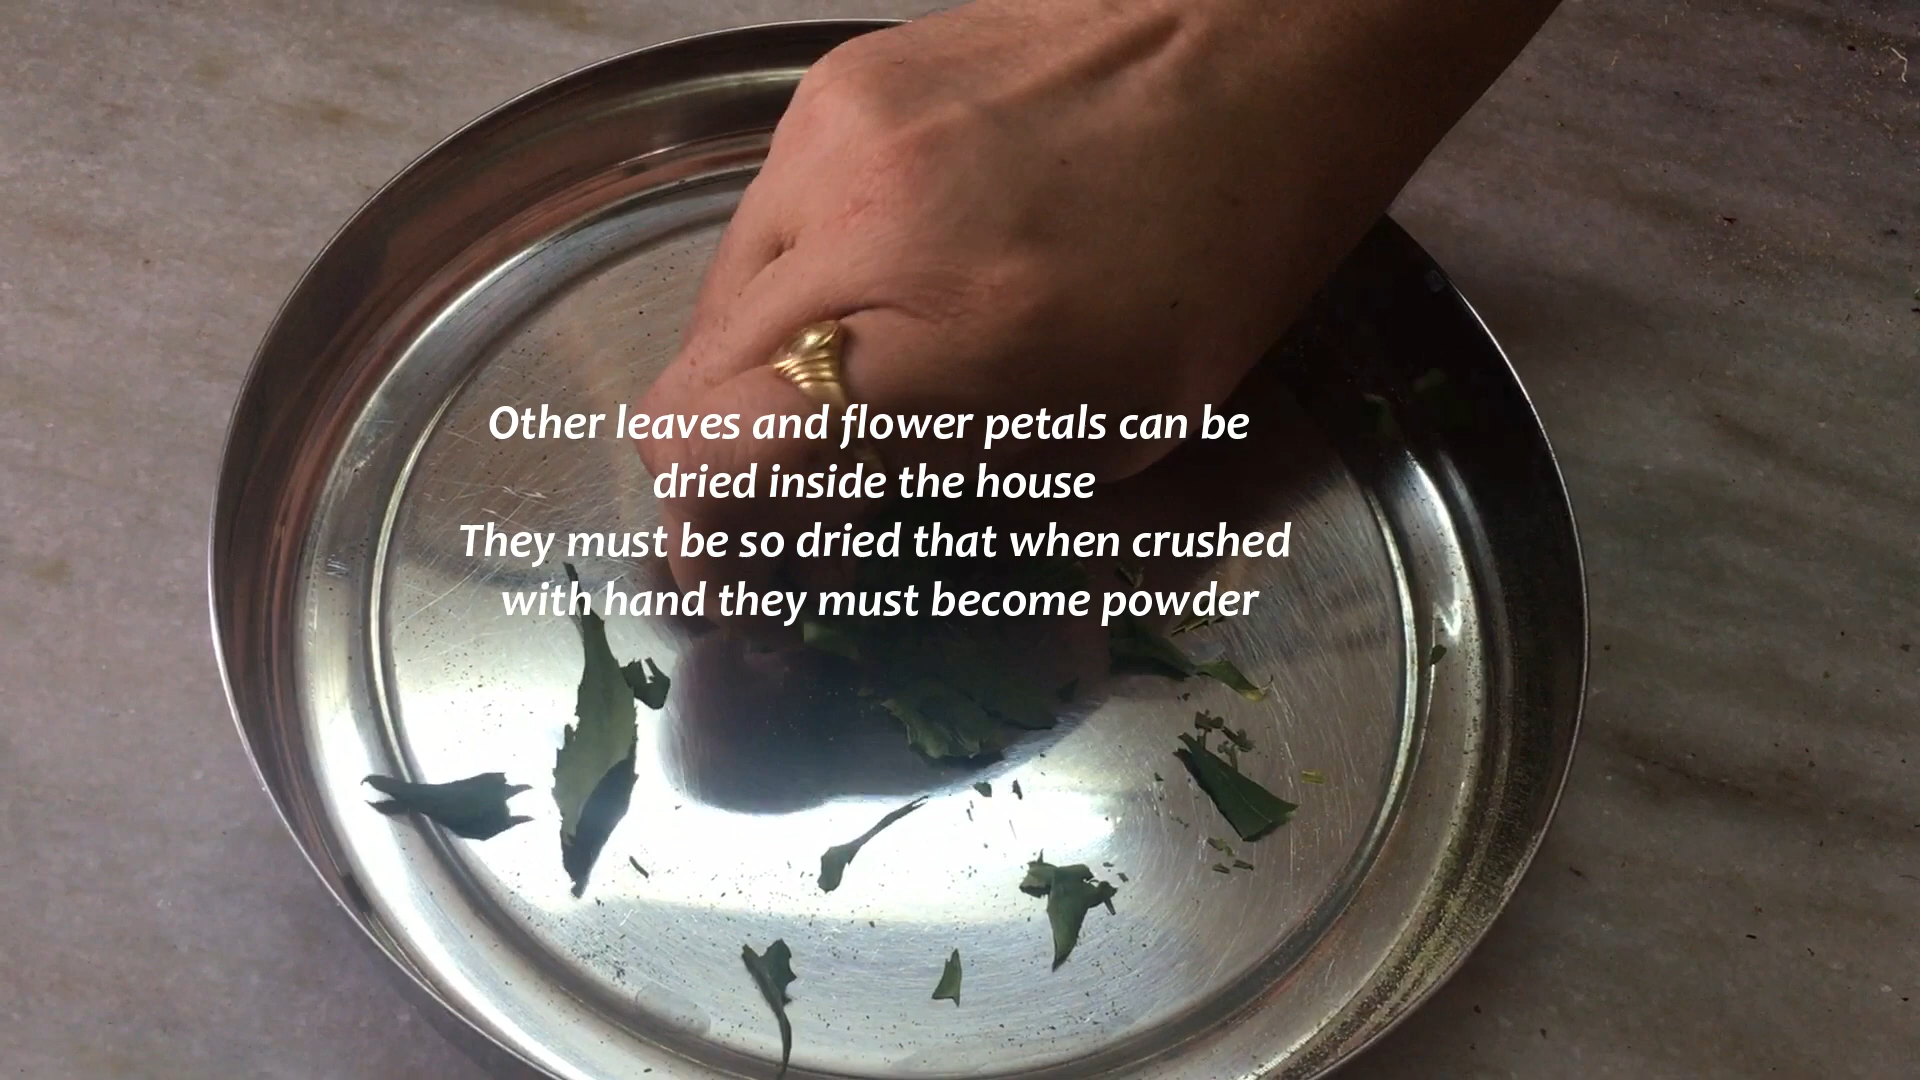 Other leaves and flower petals can be
dried inside the house
They must be so dried that when crushed
with hand they must become powder